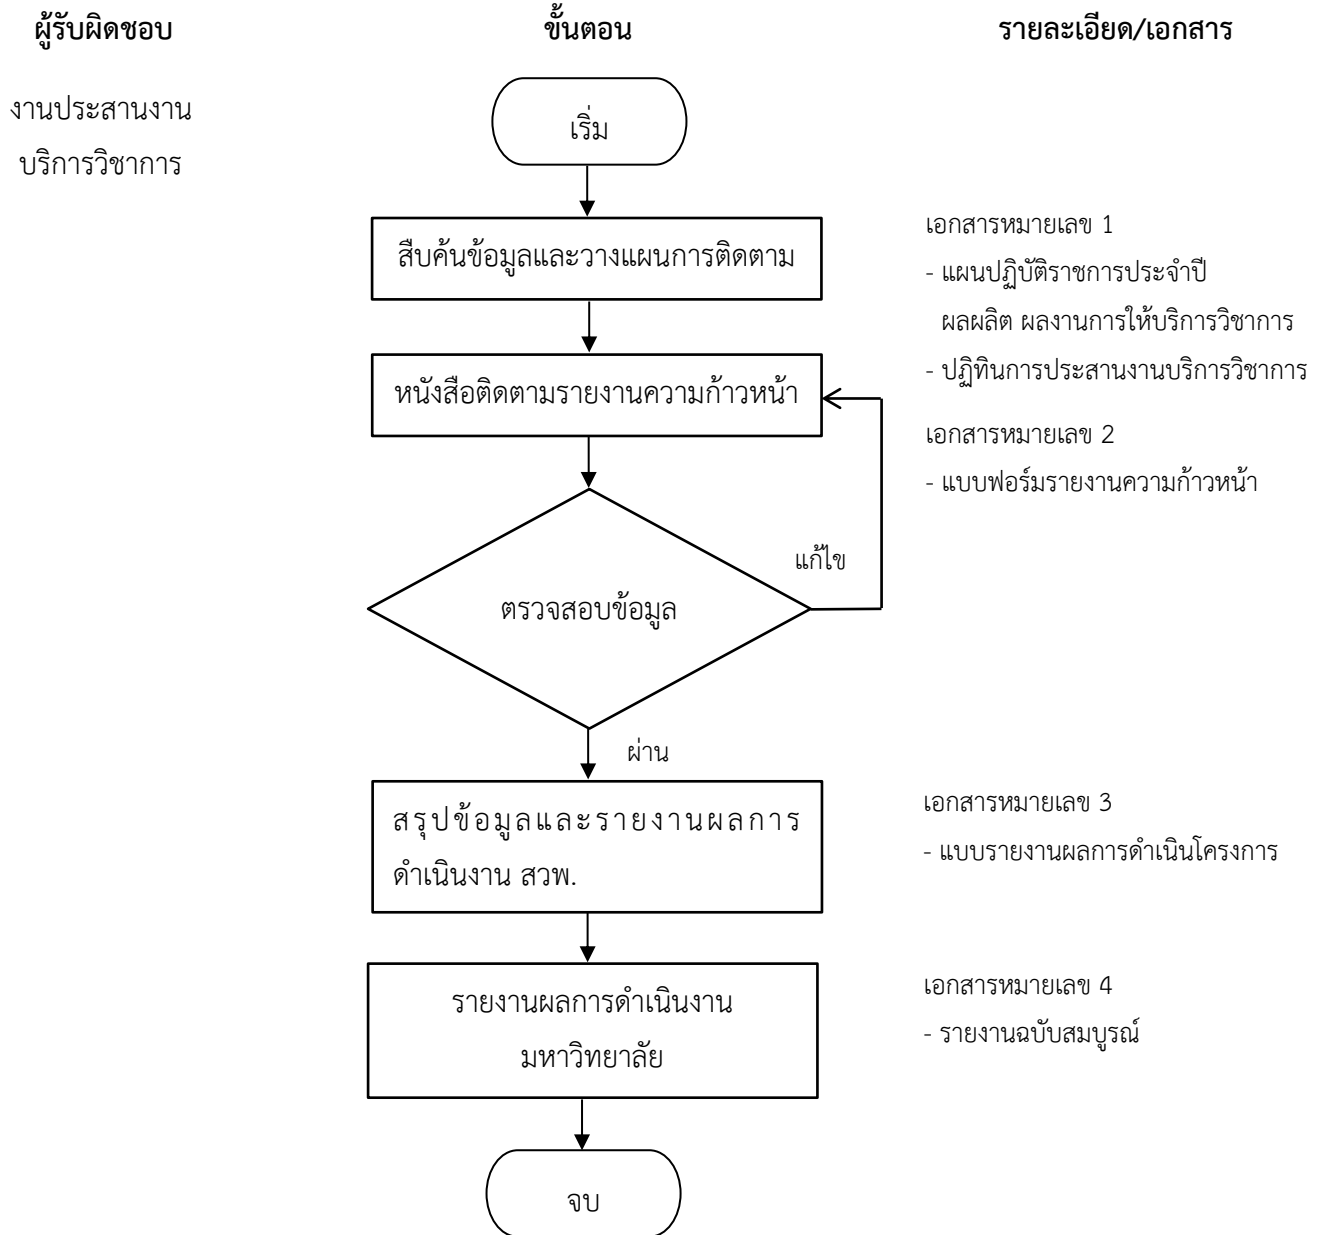 ผู้รับผิดชอบ
ขั้นตอน
รายละเอียด/เอกสาร
งานประสานงาน
บริการวิชาการ
เริ่ม
สืบค้นข้อมูลและวางแผนการติดตาม
เอกสารหมายเลข 1
- แผนปฏิบัติราชการประจำปี
ผลผลิต ผลงานการให้บริการวิชาการ
- ปฏิทินการประสานงานบริการวิชาการ
หนังสือติดตามรายงานความก้าวหน้า
เอกสารหมายเลข 2
- แบบฟอร์มรายงานความก้าวหน้า
แก้ไข
ตรวจสอบข้อมูล
ผ่าน
สรุปข้อมูลและรายงานผลการ
ดำเนินงาน สวพ.
เอกสารหมายเลข 3
- แบบรายงานผลการดำเนินโครงการ
รายงานผลการดำเนินงาน
มหาวิทยาลัย
เอกสารหมายเลข 4
- รายงานฉบับสมบูรณ์
จบ